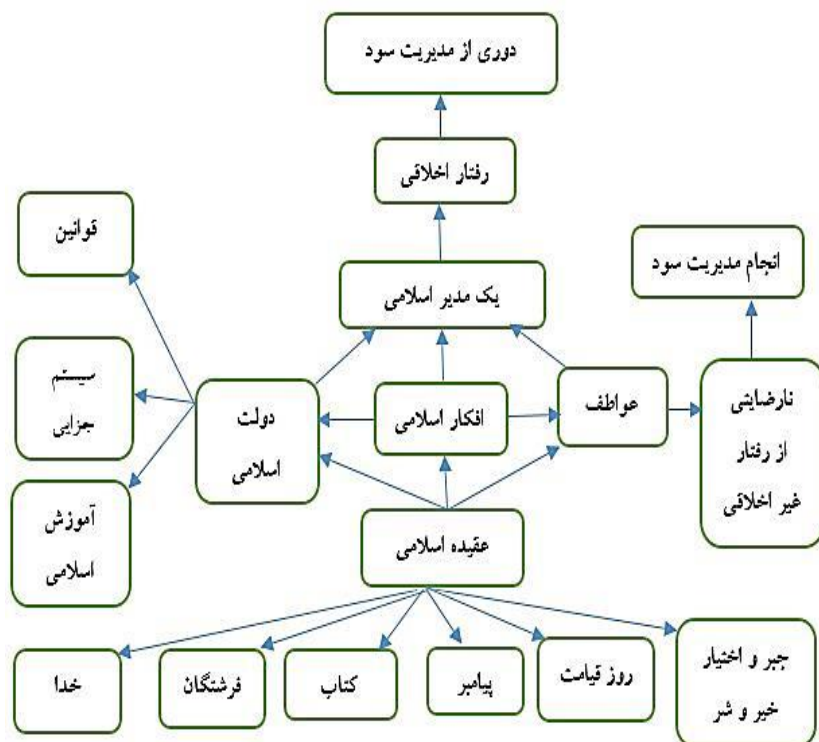 دوری از مدیریت سود
رفتار اخلاقی
قوانین
انجام مدیریت سود
یک مدیر اسلامی
سیستم
جزایی
دولت
اسلامی
افکار اسلامی
عواطف
نارضایتی
از رفتار
غیر اخلاقی
آموزش
اسلامی
عقیده اسلامی
جبر و اختیار
خیر و شر
روز قیامت
پیامبر
کتاب
فرشتگان
خدا